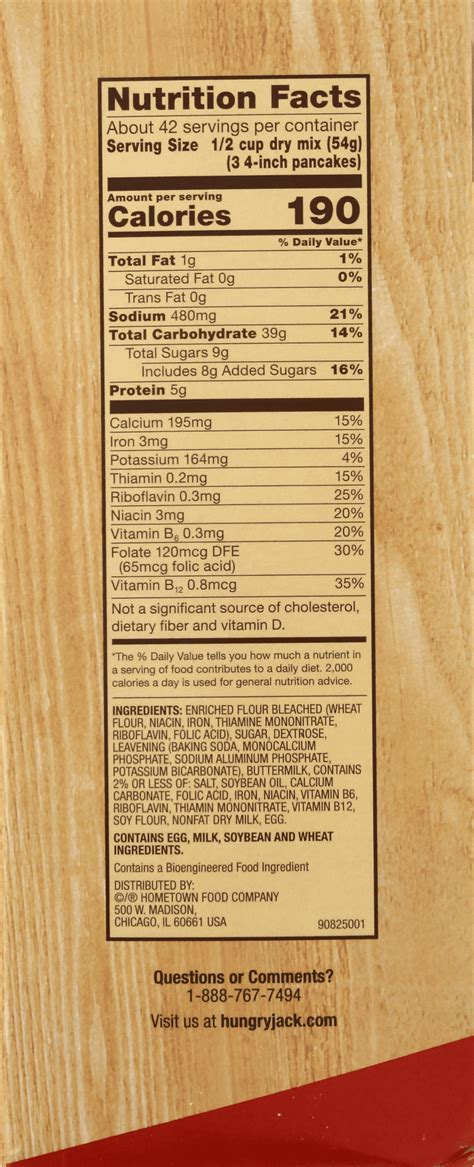 Nutrition Facts
About 42 servings per container
Serving Size 1/2 cup dry mix (54g)
(3 4-inch pancakes)
Amount per serving
Calories 190
% Daily Value*
Total Fat 1g 1%
Saturated Fat 0g 0%
Trans Fat 0g
Sodium 480mg 21%
Total Carbohydrate 39g 14%
Total Sugars 9g
Includes 8g Added Sugars 16%
Protein 5g
Calcium 195mg 15%
Iron 3mg 15%
Potassium 164mg 4%
Thiamin 0.2mg 15%
Riboflavin 0.3mg 25%
Niacin 3mg 20%
Vitamin B6 0.3mg 20%
Folate 120mcg DFE 30%
(65mcg folic acid)
Vitamin B12 0.8mcg 35%
Not a significant source of cholesterol,
dietary fiber and vitamin D.
*The % Daily Value tells you how much a nutrient in
a serving of food contributes to a daily diet. 2,000
calories a day is used for general nutrition advice.
INGREDIENTS: ENRICHED FLOUR BLEACHED (WHEAT
FLOUR, NIACIN, IRON, THIAMINE MONONITRATE,
RIBOFLAVIN, FOLIC ACID), SUGAR, DEXTROSE,
LEAVENING (BAKING SODA, MONOCALCIUM
PHOSPHATE, SODIUM ALUMINUM PHOSPHATE,
POTASSIUM BICARBONATE), BUTTERMILK, CONTAINS
2% OR LESS OF: SALT, SOYBEAN OIL, CALCIUM
CARBONATE, FOLIC ACID, IRON, NIACIN, VITAMIN B6,
RIBOFLAVIN, THIAMIN MONONITRATE, VITAMIN B12,
SOY FLOUR, NONFAT DRY MILK, EGG.
CONTAINS EGG, MILK, SOYBEAN AND WHEAT
INGREDIENTS.
Contains a Bioengineered Food Ingredient
DISTRIBUTED BY:
©/® HOMETOWN FOOD COMPANY
500 W. MADISON,
CHICAGO, IL 60661 USA 90825001
Questions or Comments?
1-888-767-7494
Visit us at hungryjack.com